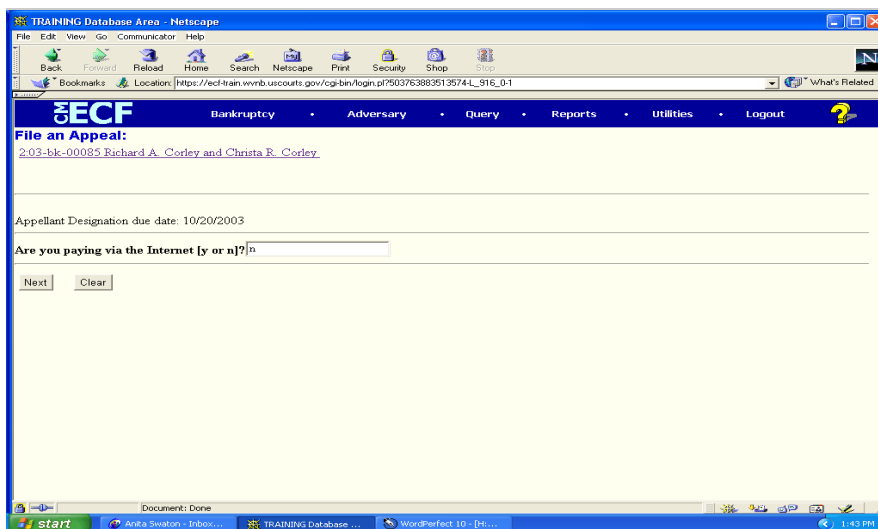 TRAINING Database Area - Netscape
File Edit View Go Communicator Help
Back Forward Reload Home Search Netscape Print Security Shop Stop
N
Bookmarks Location: https://ecf-train.wvnb.uscourts.gov/cgi-bin/login.pl?503763883513574-L_916_0-1 What's Related
CM ECF Bankruptcy • Adversary • Query • Reports • Utilities • Logout ?
File an Appeal:
2:03-bk-00085 Richard A. Corley and Christa R. Corley
Appellant Designation due date: 10/20/2003
Are you paying via the Internet [y or n]? n
Next Clear
Document: Done
start Anita Swaton - Inbox... TRAINING Database ... WordPerfect 10 - [H:... 1:43 PM